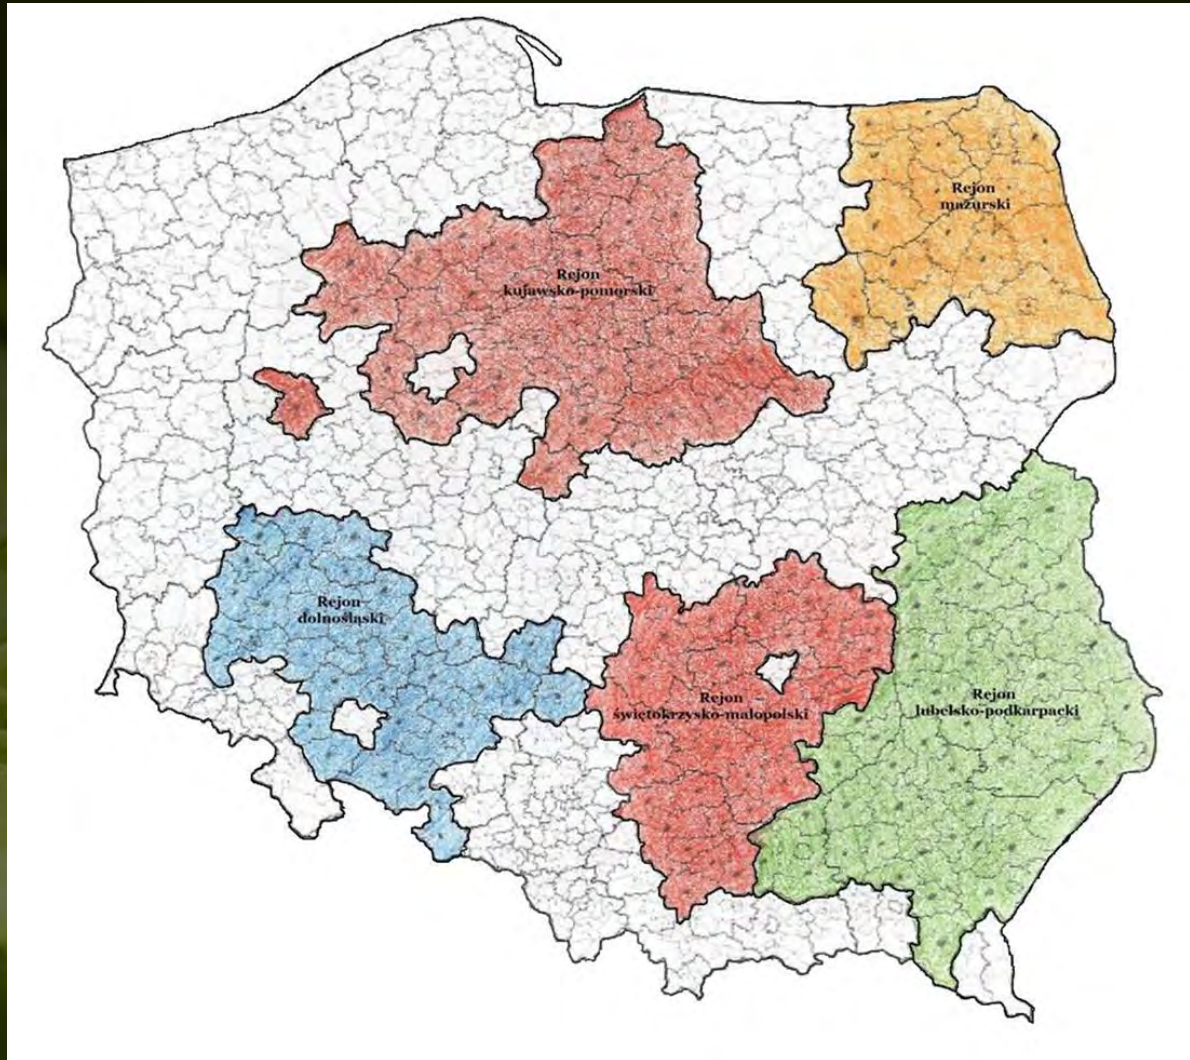 Rejon
mazurski
Rejon
kujawsko-pomorski
Rejon
dolnośląski
Rejon
świętokrzysko-małopolski
Rejon
lubelsko-podkarpacki